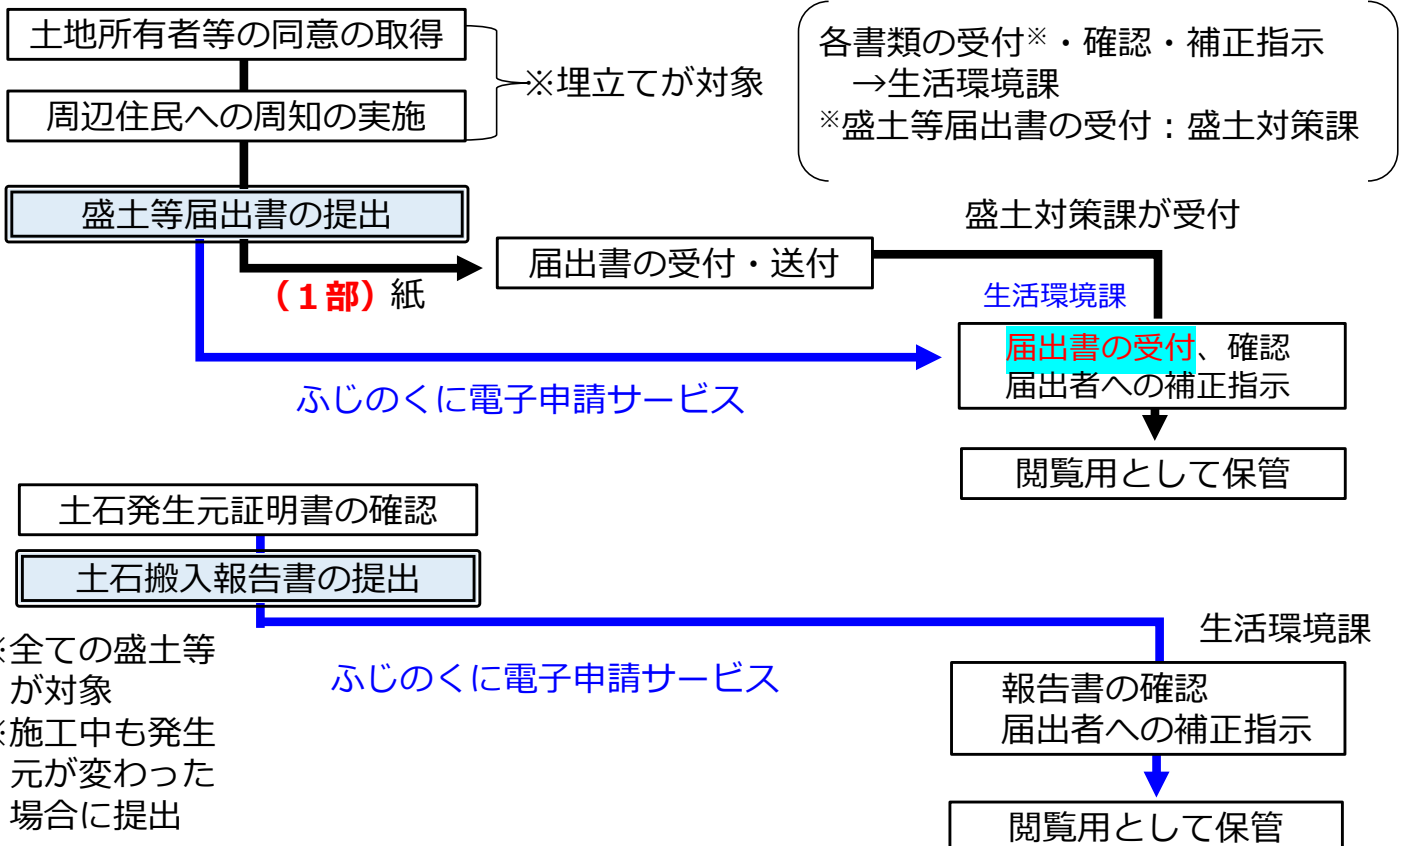 土地所有者等の同意の取得
周辺住民への周知の実施
※埋立てが対象
各書類の受付※・確認・補正指示
→生活環境課
※盛土等届出書の受付：盛土対策課
盛土等届出書の提出
（１部）紙
届出書の受付・送付
盛土対策課が受付
生活環境課
届出書の受付、確認
届出者への補正指示
ふじのくに電子申請サービス
閲覧用として保管
土石発生元証明書の確認
土石搬入報告書の提出
※全ての盛土等
が対象
※施工中も発生
元が変わった
場合に提出
ふじのくに電子申請サービス
生活環境課
報告書の確認
届出者への補正指示
閲覧用として保管